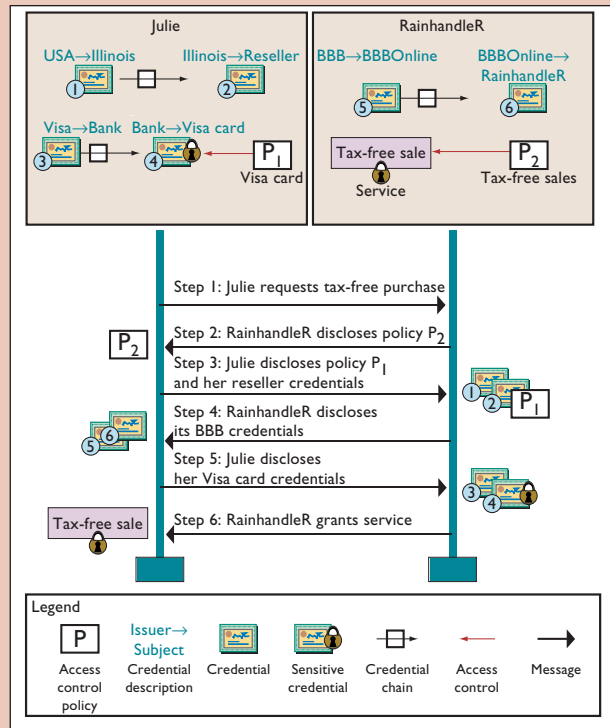 Julie
USA→Illinois
Illinois→Reseller
1
2
Visa→Bank
Bank→Visa card
3
4
P1
Visa card
RainhandleR
BBB→BBBOnline
BBBOnline→
RainhandleR
5
6
Tax-free sale
Service
P2
Tax-free sales
Step 1: Julie requests tax-free purchase
Step 2: RainhandleR discloses policy P2
P2
Step 3: Julie discloses policy P1
and her reseller credentials
1
2
P1
Step 4: RainhandleR discloses
its BBB credentials
5
6
Step 5: Julie discloses
her Visa card credentials
3
4
Step 6: RainhandleR grants service
Tax-free sale
Legend
P
Access
control
policy
Issuer→
Subject
Credential
description
Credential
Sensitive
credential
Credential
chain
Access
control
Message